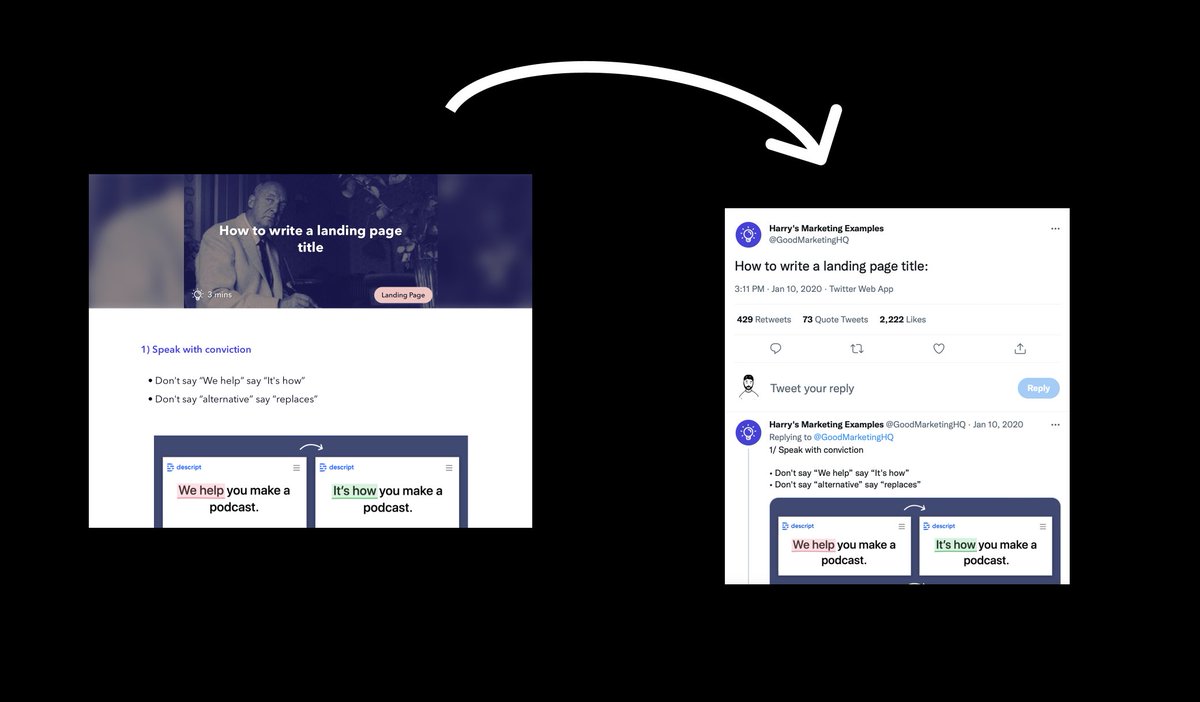 How to write a landing page
title
3 mins
Landing Page
1) Speak with conviction
• Don't say “We help” say “It's how”
• Don't say “alternative” say “replaces”
descript
We help you make a
podcast.
descript
It's how you make a
podcast.
Harry's Marketing Examples
@GoodMarketingHQ
How to write a landing page title:
3:11 PM · Jan 10, 2020 · Twitter Web App
429 Retweets 73 Quote Tweets 2,222 Likes
Tweet your reply
Reply
Harry's Marketing Examples @GoodMarketingHQ · Jan 10, 2020
Replying to @GoodMarketingHQ
1/ Speak with conviction
• Don't say “We help” say “It's how”
• Don't say “alternative” say “replaces”
descript
We help you make a
podcast.
descript
It's how you make a
podcast.